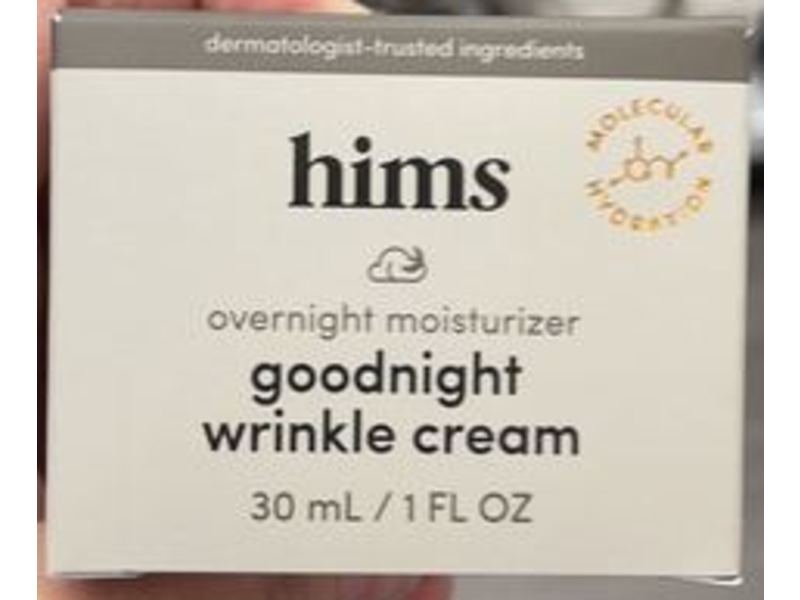 dermatologist-trusted ingredients
hims
MOLECULAR
HYDRATION
overnight moisturizer
goodnight
wrinkle cream
30 mL / 1 FL OZ